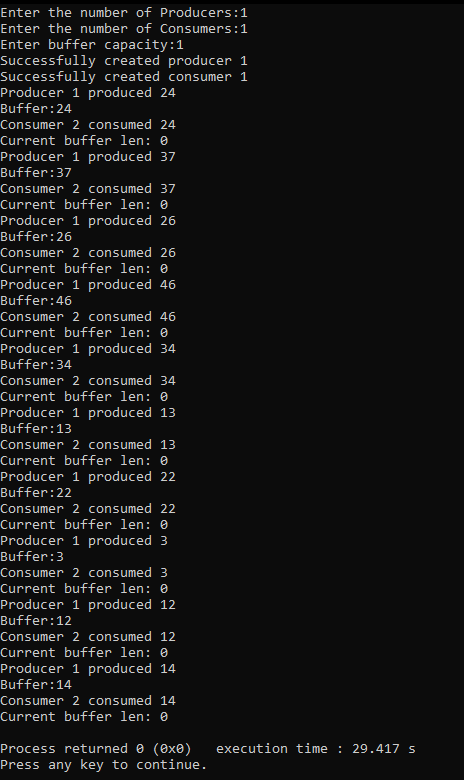 Enter the number of Producers:1
Enter the number of Consumers:1
Enter buffer capacity:1
Successfully created producer 1
Successfully created consumer 1
Producer 1 produced 24
Buffer:24
Consumer 2 consumed 24
Current buffer len: 0
Producer 1 produced 37
Buffer:37
Consumer 2 consumed 37
Current buffer len: 0
Producer 1 produced 26
Buffer:26
Consumer 2 consumed 26
Current buffer len: 0
Producer 1 produced 46
Buffer:46
Consumer 2 consumed 46
Current buffer len: 0
Producer 1 produced 34
Buffer:34
Consumer 2 consumed 34
Current buffer len: 0
Producer 1 produced 13
Buffer:13
Consumer 2 consumed 13
Current buffer len: 0
Producer 1 produced 22
Buffer:22
Consumer 2 consumed 22
Current buffer len: 0
Producer 1 produced 3
Buffer:3
Consumer 2 consumed 3
Current buffer len: 0
Producer 1 produced 12
Buffer:12
Consumer 2 consumed 12
Current buffer len: 0
Producer 1 produced 14
Buffer:14
Consumer 2 consumed 14
Current buffer len: 0
Process returned 0 (0x0)   execution time : 29.417 s
Press any key to continue.